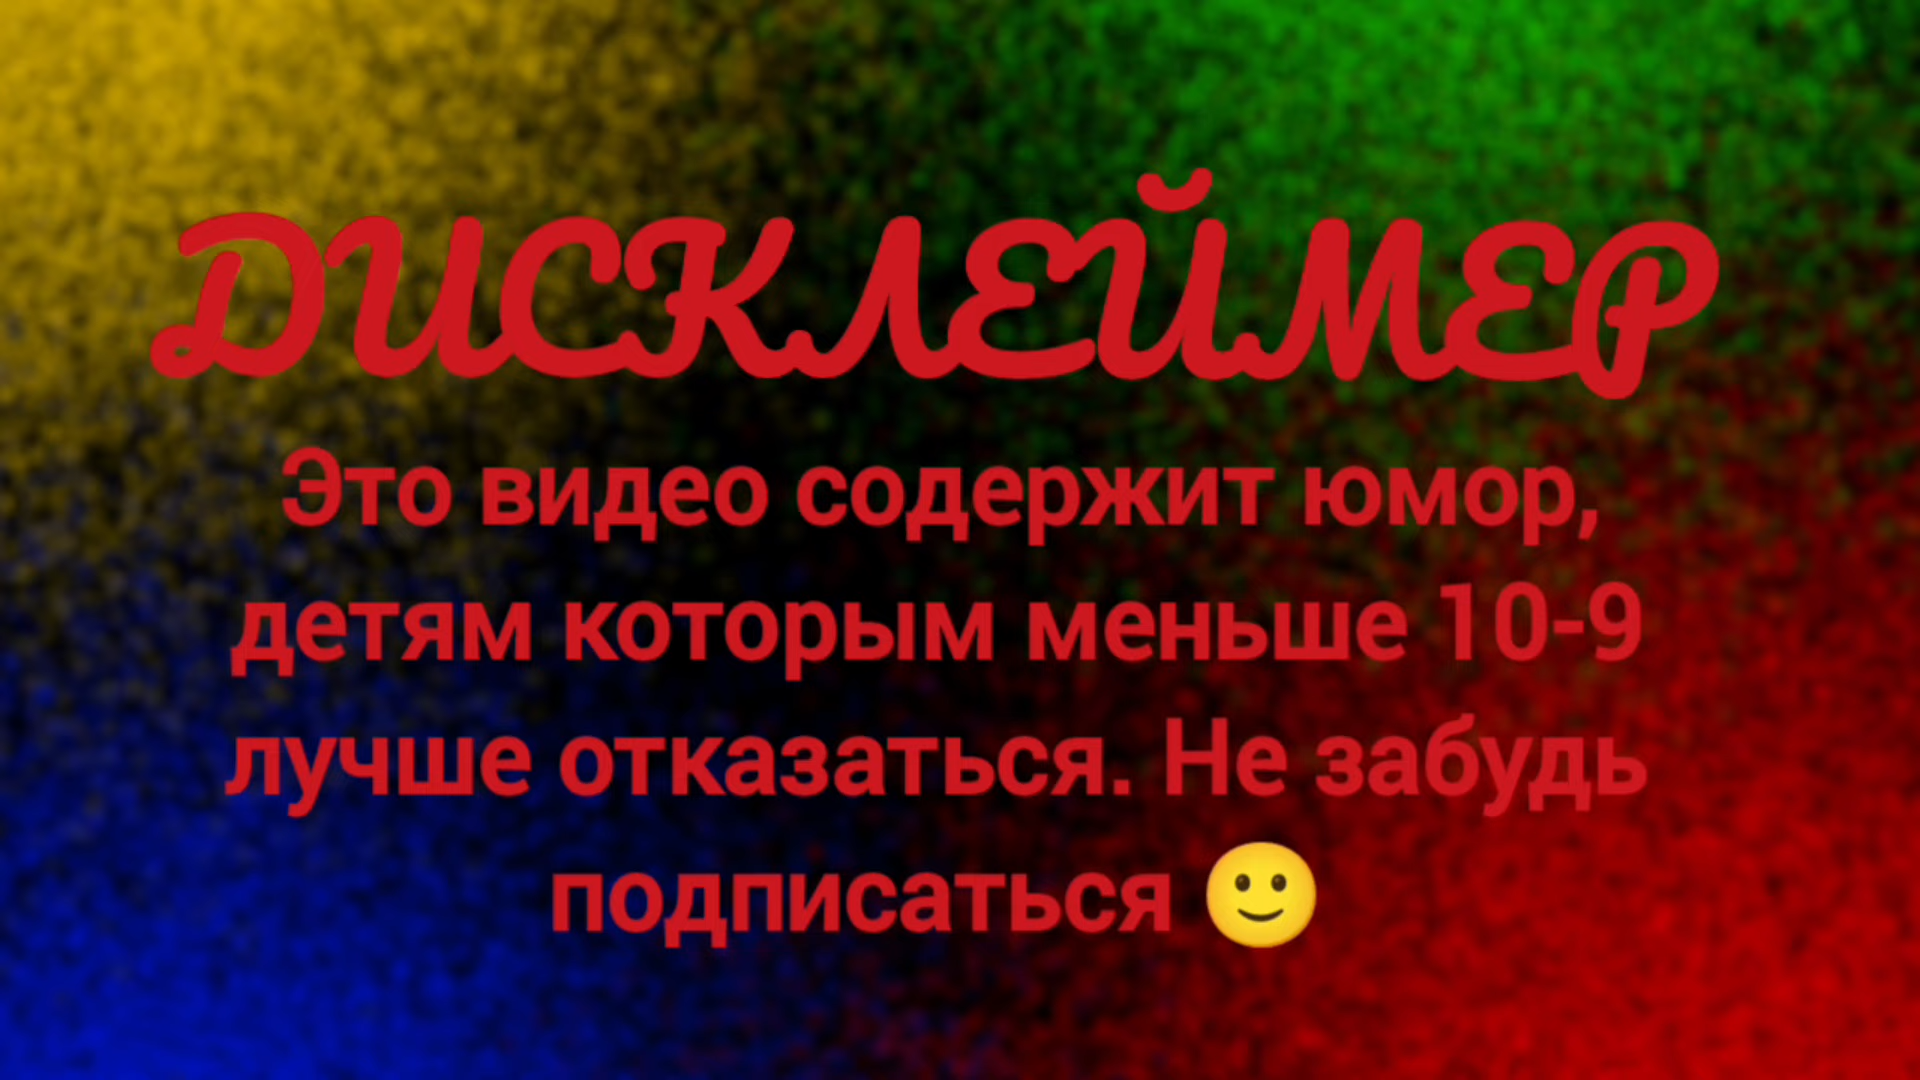 ДИСКЛЕЙМЕР
Это видео содержит юмор,
детям которым меньше 10-9
лучше отказаться. Не забудь
подписаться 🙂